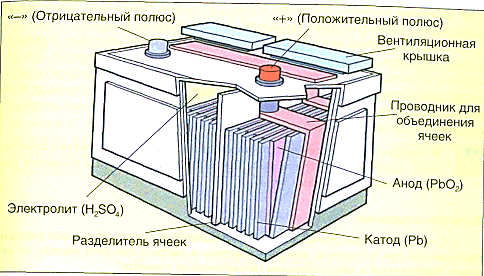 «–» (Отрицательный полюс)
«+» (Положительный полюс)
Вентиляционная
крышка
Проводник для
объединения
ячеек
Анод (PbO₂)
Электролит (H₂SO₄)
Разделитель ячеек
Катод (Pb)